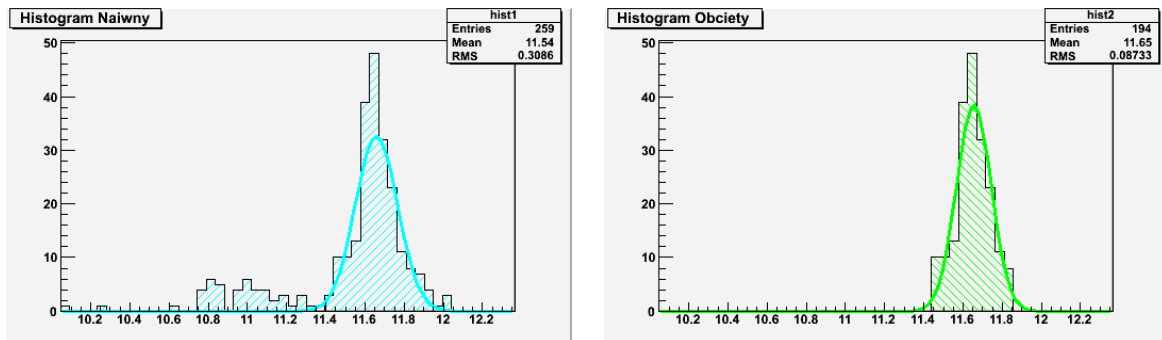 Histogram Naiwny
hist1
Entries 259
Mean 11.54
RMS 0.3086
50
40
30
20
10
0
10.2 10.4 10.6 10.8 11 11.2 11.4 11.6 11.8 12 12.2
Histogram Obciety
hist2
Entries 194
Mean 11.65
RMS 0.08733
50
40
30
20
10
0
10.2 10.4 10.6 10.8 11 11.2 11.4 11.6 11.8 12 12.2